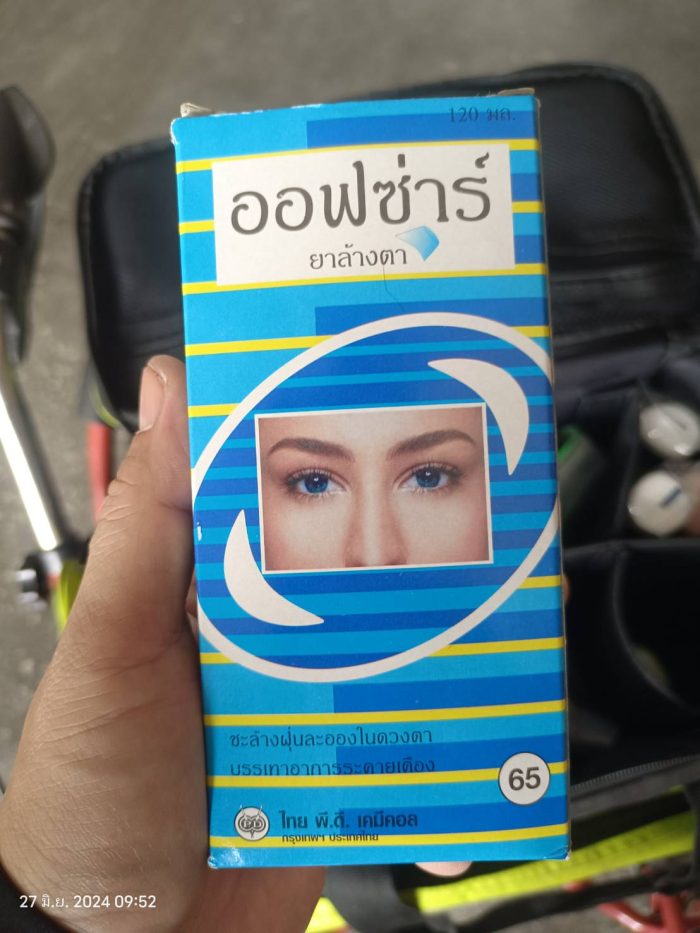 120 มล.
ออฟซ่าร์
ยาล้างตา
ชะล้างฝุ่นละอองในดวงตา
บรรเทาอาการระคายเคือง
65
ไทย พี.ดี. เคมีคอล
กรุงเทพฯ ประเทศไทย
27 มิ.ย. 2024 09:52